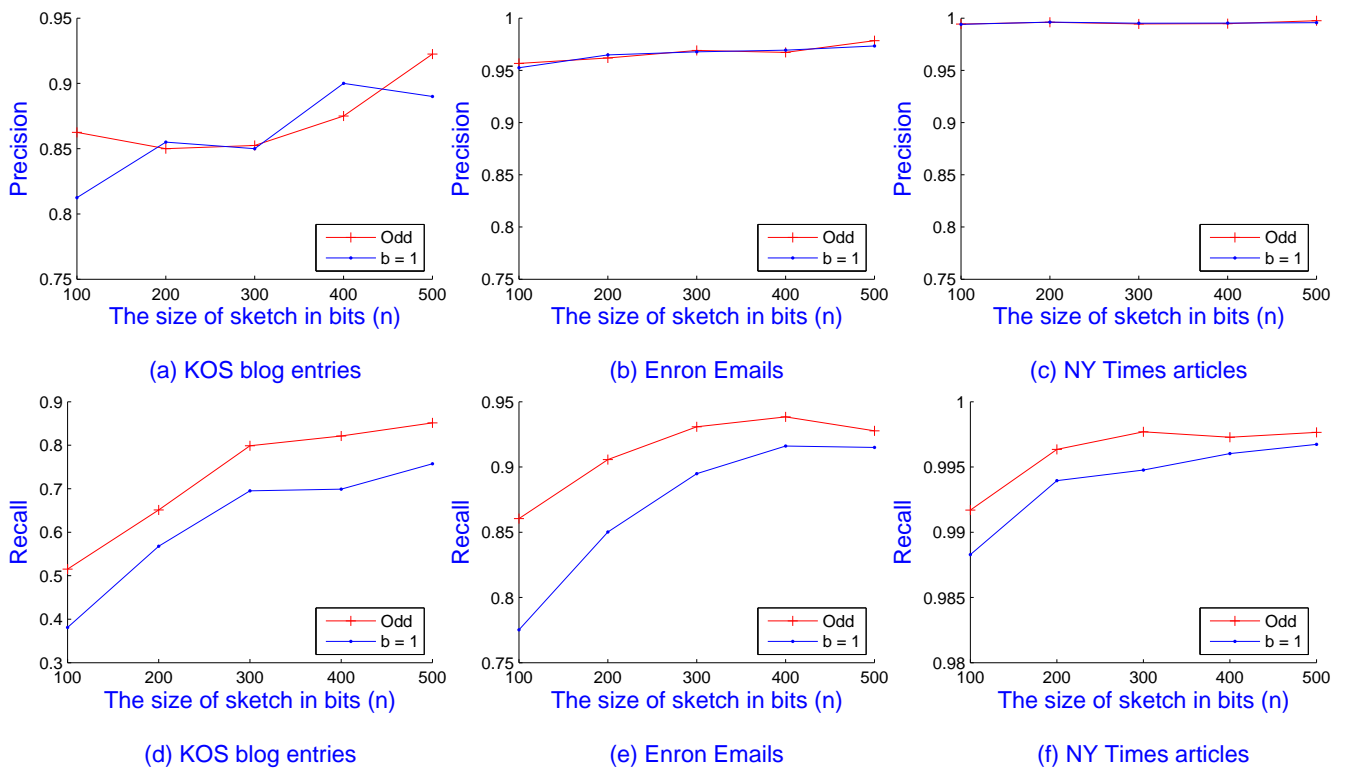 0.95
0.9
0.85
0.8
0.75
100 200 300 400 500
Precision
The size of sketch in bits (n)
Odd
b = 1
(a) KOS blog entries
1
0.95
0.9
0.85
0.8
0.75
100 200 300 400 500
Precision
The size of sketch in bits (n)
Odd
b = 1
(b) Enron Emails
1
0.95
0.9
0.85
0.8
0.75
100 200 300 400 500
Precision
The size of sketch in bits (n)
Odd
b = 1
(c) NY Times articles
0.9
0.8
0.7
0.6
0.5
0.4
0.3
100 200 300 400 500
Recall
The size of sketch in bits (n)
Odd
b = 1
(d) KOS blog entries
0.95
0.9
0.85
0.8
0.75
100 200 300 400 500
Recall
The size of sketch in bits (n)
Odd
b = 1
(e) Enron Emails
1
0.995
0.99
0.985
0.98
100 200 300 400 500
Recall
The size of sketch in bits (n)
Odd
b = 1
(f) NY Times articles